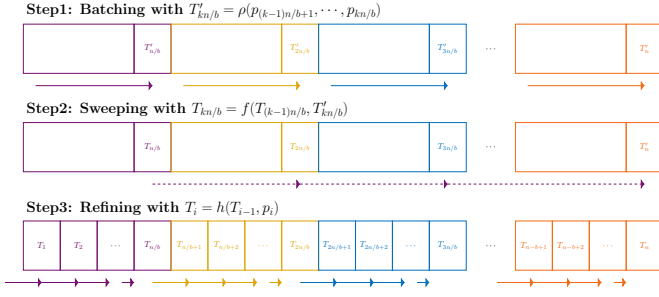 Step1: Batching with T′_{kn/b} = ρ(p_{(k−1)n/b+1}, ⋯, p_{kn/b})
T′_{n/b} T′_{2n/b} T′_{3n/b} ⋯ T′_n
Step2: Sweeping with T_{kn/b} = f(T_{(k−1)n/b}, T′_{kn/b})
T_{n/b} T_{2n/b} T_{3n/b} ⋯ T′_n
Step3: Refining with T_i = h(T_{i−1}, p_i)
T_1 T_2 ⋯ T_{n/b} T_{n/b+1} T_{n/b+2} ⋯ T_{2n/b} T_{2n/b+1} T_{2n/b+2} ⋯ T_{3n/b} ⋯ T_{n−b+1} T_{n−b+2} ⋯ T_n